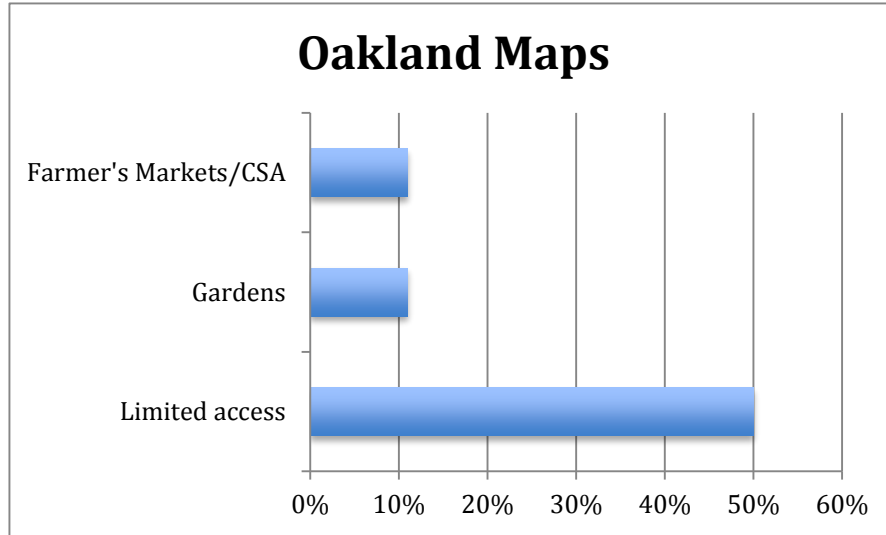 Oakland Maps
Farmer's Markets/CSA
Gardens
Limited access
0% 10% 20% 30% 40% 50% 60%